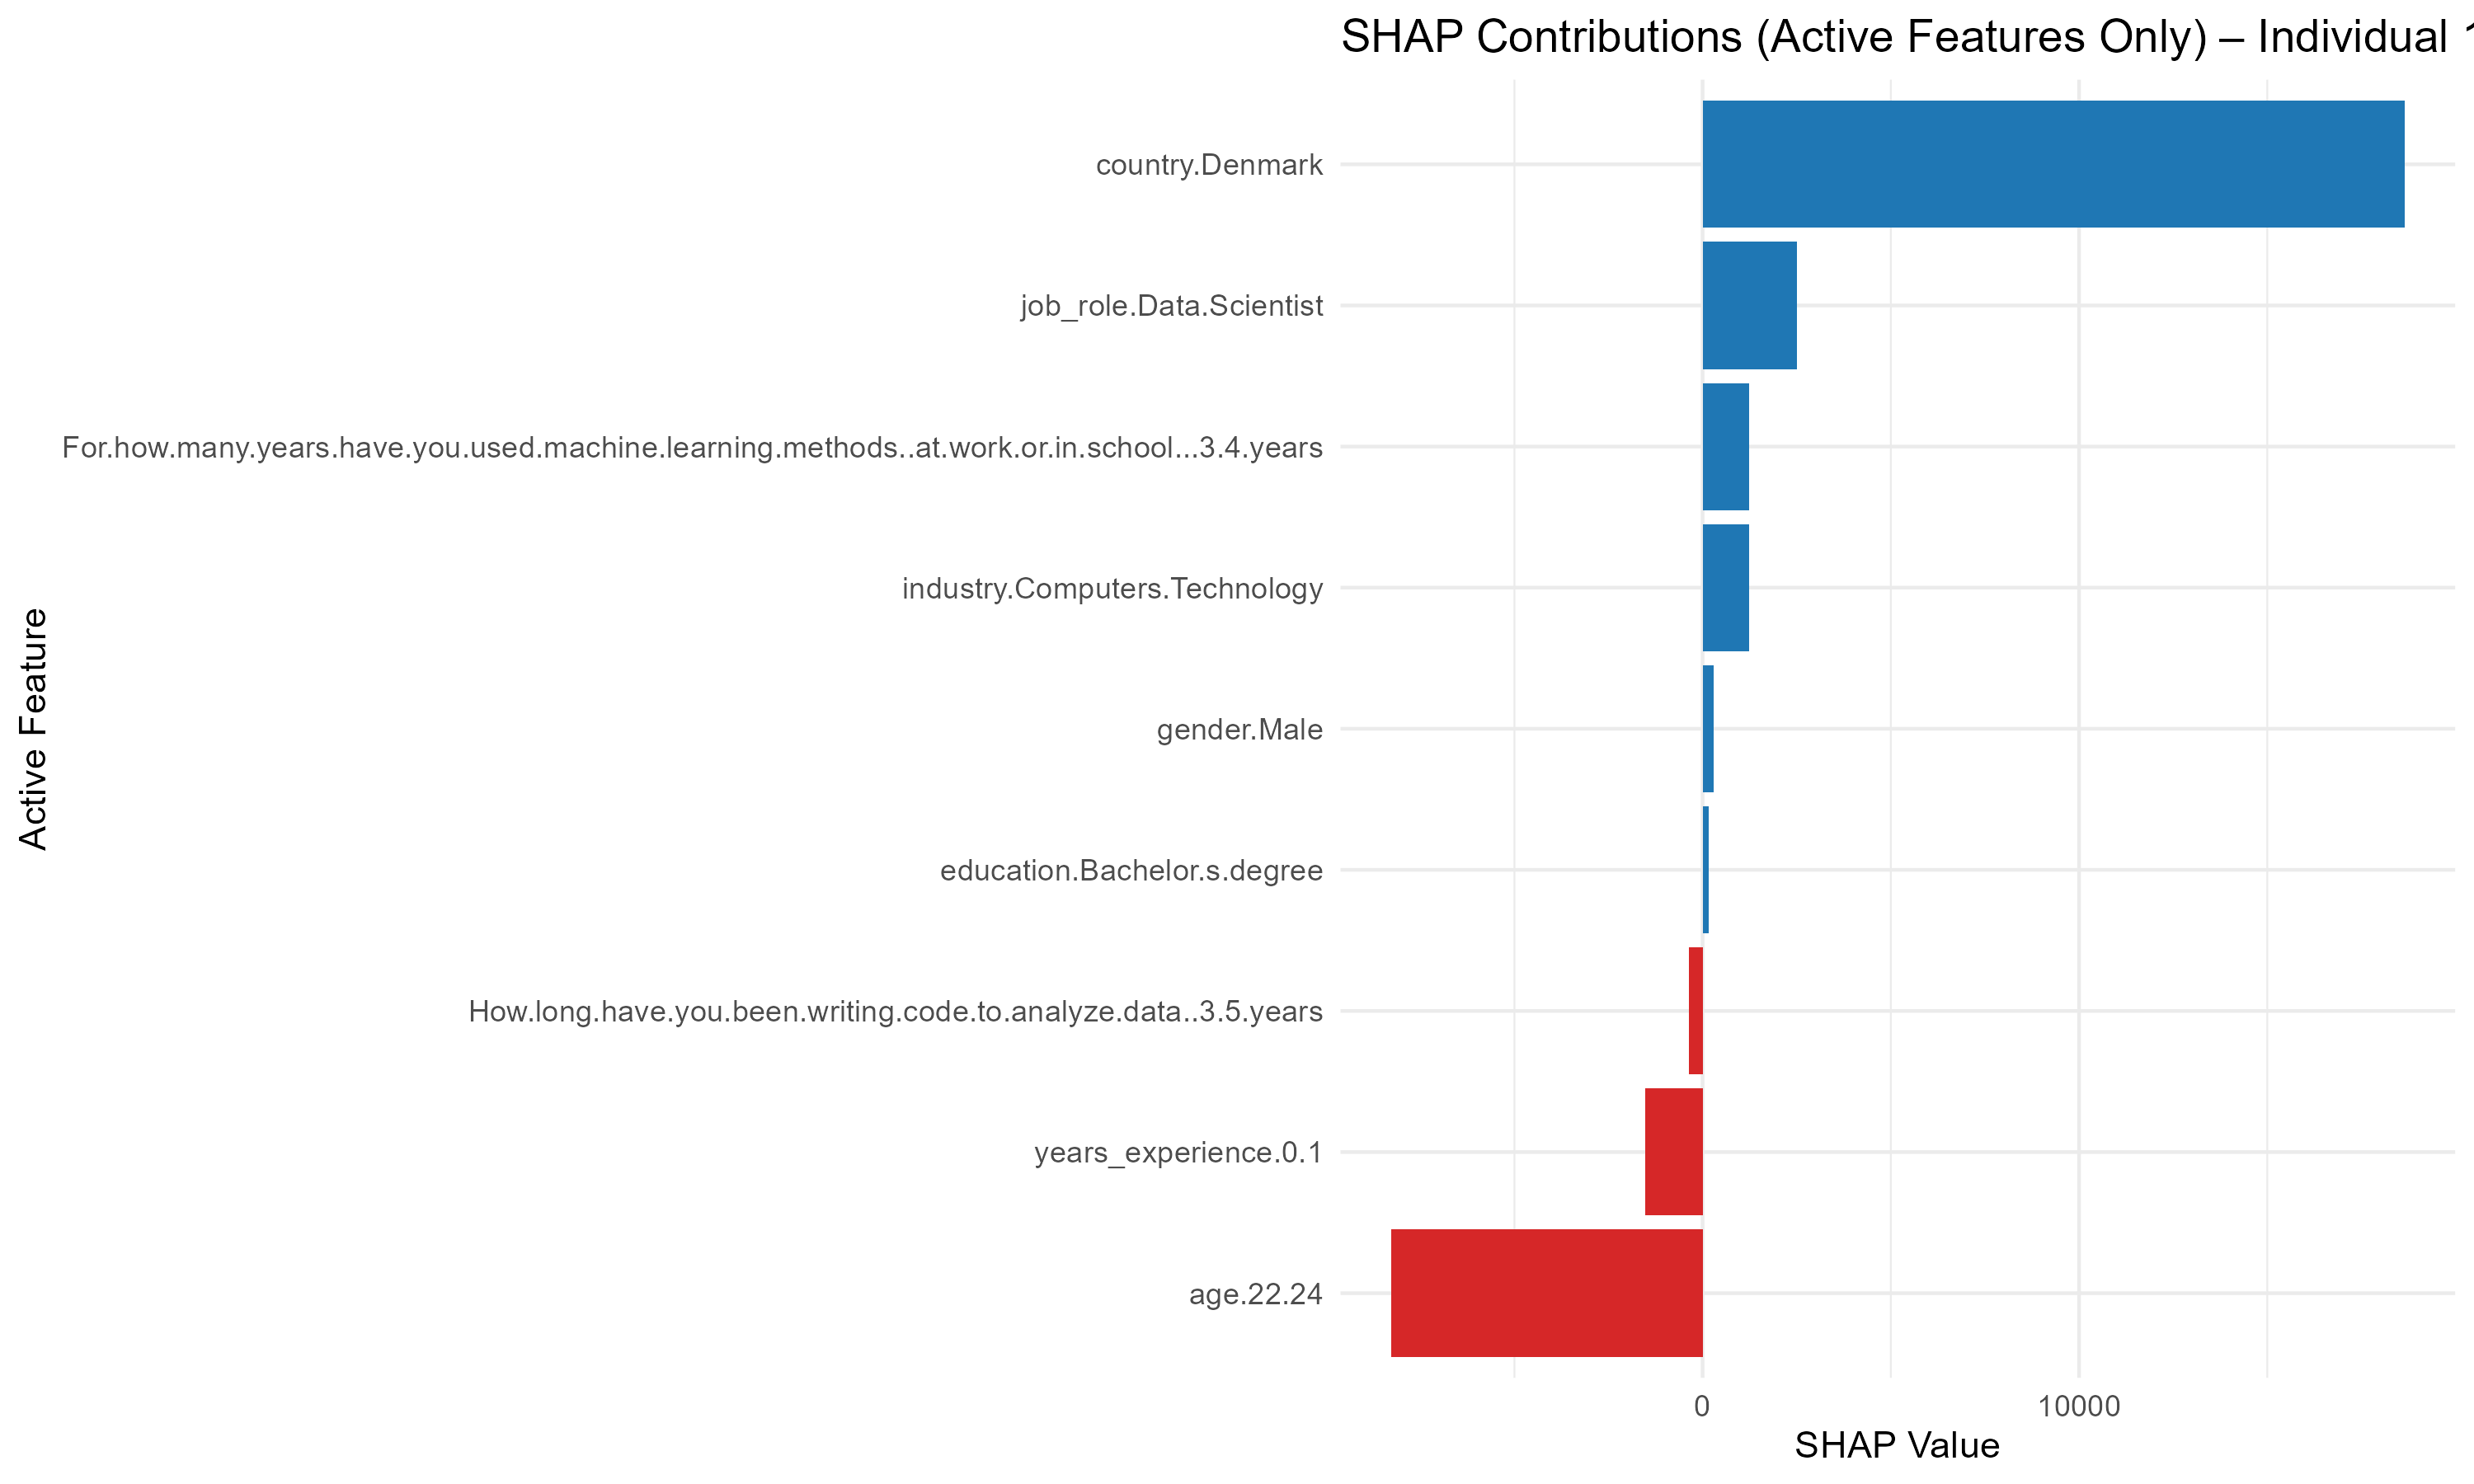 SHAP Contributions (Active Features Only) – Individual
country.Denmark
job_role.Data.Scientist
For.how.many.years.have.you.used.machine.learning.methods..at.work.or.in.school...3.4.years
industry.Computers.Technology
gender.Male
education.Bachelor.s.degree
How.long.have.you.been.writing.code.to.analyze.data..3.5.years
years_experience.0.1
age.22.24
Active Feature
0
10000
SHAP Value